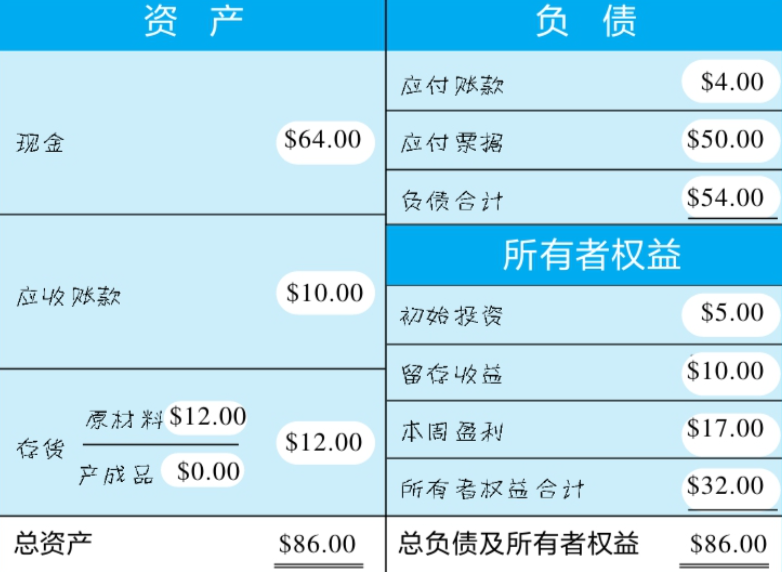 资 产
现金 $64.00
应收账款 $10.00
存货 原材料 $12.00 $12.00
产成品 $0.00
总资产 $86.00
负 债
应付账款 $4.00
应付票据 $50.00
负债合计 $54.00
所有者权益
初始投资 $5.00
留存收益 $10.00
本周盈利 $17.00
所有者权益合计 $32.00
总负债及所有者权益 $86.00